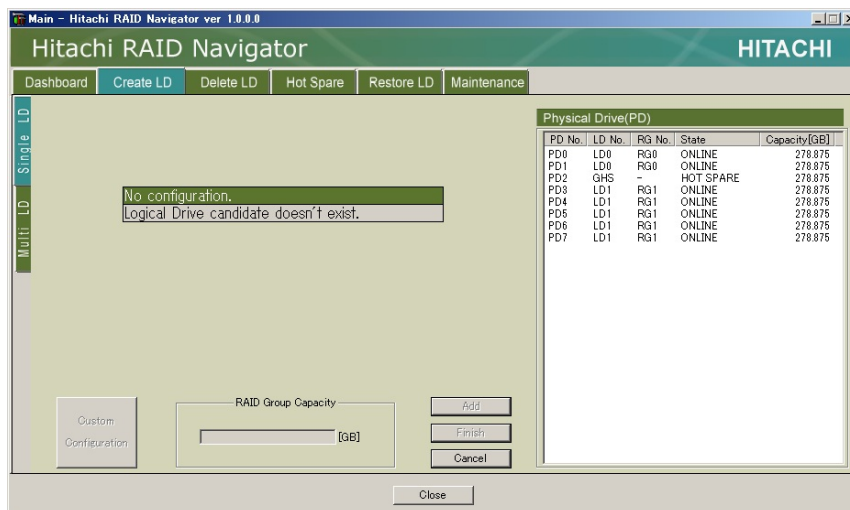 Main - Hitachi RAID Navigator ver 1.0.0.0
Hitachi RAID Navigator
HITACHI
Dashboard Create LD Delete LD Hot Spare Restore LD Maintenance
Single LD
Multi LD
No configuration.
Logical Drive candidate doesn't exist.
Custom
Configuration
RAID Group Capacity
[GB]
Add
Finish
Cancel
Physical Drive(PD)
PD No. LD No. RG No. State Capacity[GB]
PD0 LD0 RG0 ONLINE 278.875
PD1 LD0 RG0 ONLINE 278.875
PD2 GHS - HOT SPARE 278.875
PD3 LD1 RG1 ONLINE 278.875
PD4 LD1 RG1 ONLINE 278.875
PD5 LD1 RG1 ONLINE 278.875
PD6 LD1 RG1 ONLINE 278.875
PD7 LD1 RG1 ONLINE 278.875
Close